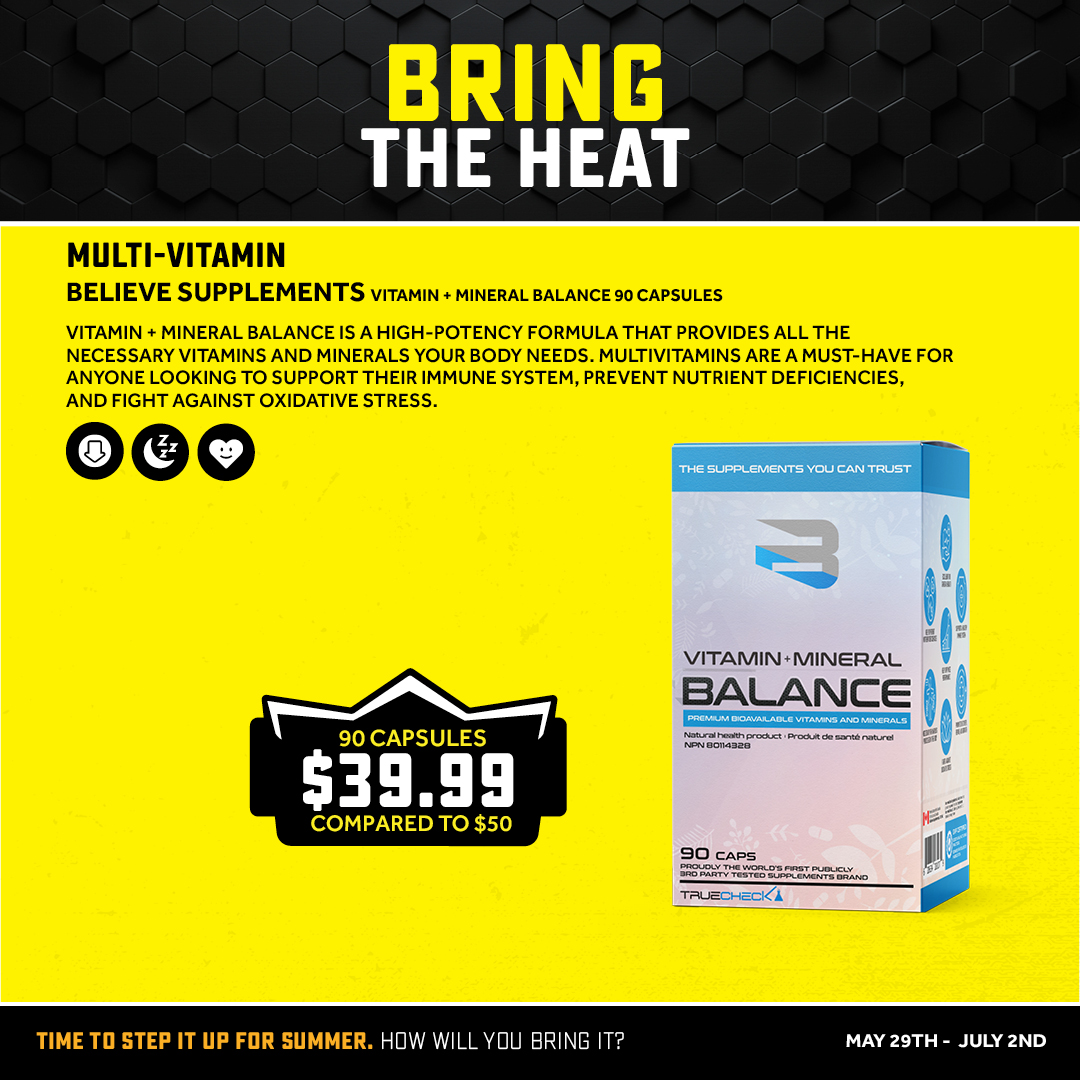 BRING
THE HEAT
MULTI-VITAMIN
BELIEVE SUPPLEMENTS VITAMIN + MINERAL BALANCE 90 CAPSULES
VITAMIN + MINERAL BALANCE IS A HIGH-POTENCY FORMULA THAT PROVIDES ALL THE
NECESSARY VITAMINS AND MINERALS YOUR BODY NEEDS. MULTIVITAMINS ARE A MUST-HAVE FOR
ANYONE LOOKING TO SUPPORT THEIR IMMUNE SYSTEM, PREVENT NUTRIENT DEFICIENCIES,
AND FIGHT AGAINST OXIDATIVE STRESS.
Z Z Z Z
THE SUPPLEMENTS YOU CAN TRUST
B
VITAMIN + MINERAL
BALANCE
PREMIUM BIOAVAILABLE VITAMINS AND MINERALS
Natural health product · Produit de santé naturel
NPN 80114328
90 CAPS
PROUDLY THE WORLD'S FIRST PUBLICLY
3RD PARTY TESTED SUPPLEMENTS BRAND
TRUECHECK
90 CAPSULES
$39.99
COMPARED TO $50
TIME TO STEP IT UP FOR SUMMER. HOW WILL YOU BRING IT?
MAY 29TH - JULY 2ND